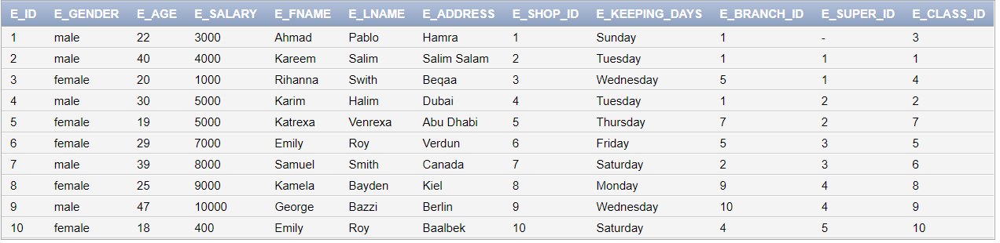 E_ID E_GENDER E_AGE E_SALARY E_FNAME E_LNAME E_ADDRESS E_SHOP_ID E_KEEPING_DAYS E_BRANCH_ID E_SUPER_ID E_CLASS_ID
1 male 22 3000 Ahmad Pablo Hamra 1 Sunday 1 - 3
2 male 40 4000 Kareem Salim Salim Salam 2 Tuesday 1 1 1
3 female 20 1000 Rihanna Swith Beqaa 3 Wednesday 5 1 4
4 male 30 5000 Karim Halim Dubai 4 Tuesday 1 2 2
5 female 19 5000 Katrexa Venrexa Abu Dhabi 5 Thursday 7 2 7
6 female 29 7000 Emily Roy Verdun 6 Friday 5 3 5
7 male 39 8000 Samuel Smith Canada 7 Saturday 2 3 6
8 female 25 9000 Kamela Bayden Kiel 8 Monday 9 4 8
9 male 47 10000 George Bazzi Berlin 9 Wednesday 10 4 9
10 female 18 400 Emily Roy Baalbek 10 Saturday 4 5 10